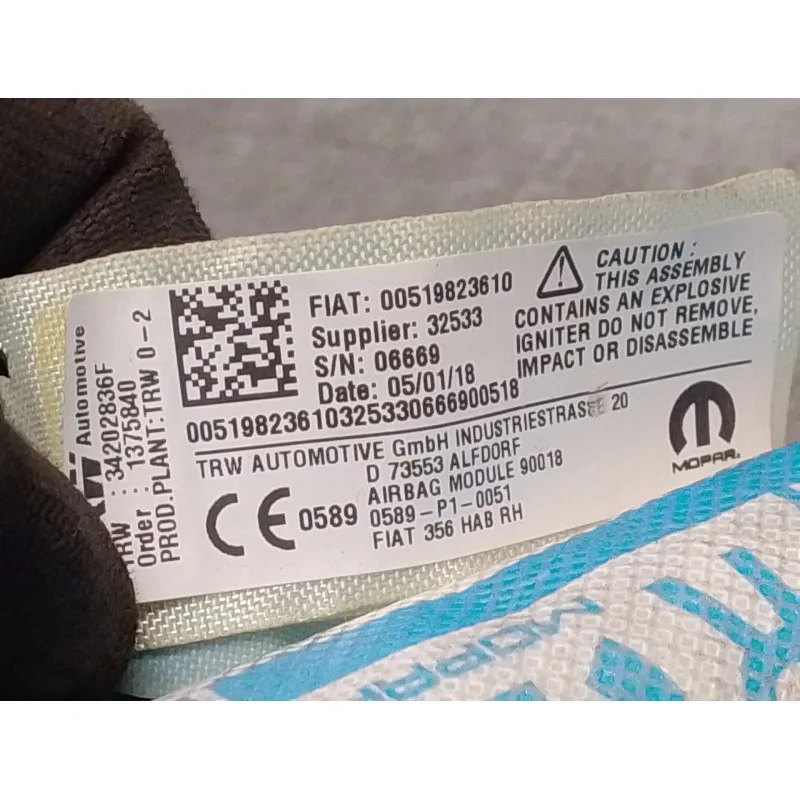 Automotive
TRW : 34202836F
Order : 1375840
PROD.PLANT:TRW 0-2
FIAT: 00519823610
Supplier: 32533
S/N: 06669
Date: 05/01/18
00519823610325330666900518
CAUTION :
THIS ASSEMBLY
CONTAINS AN EXPLOSIVE
IGNITER DO NOT REMOVE,
IMPACT OR DISASSEMBLE
TRW AUTOMOTIVE GmbH INDUSTRIESTRASSE 20
D 73553 ALFDORF
AIRBAG MODULE 90018
CE 0589 0589-P1-0051
FIAT 356 HAB RH
MOPAR.
MOPAR